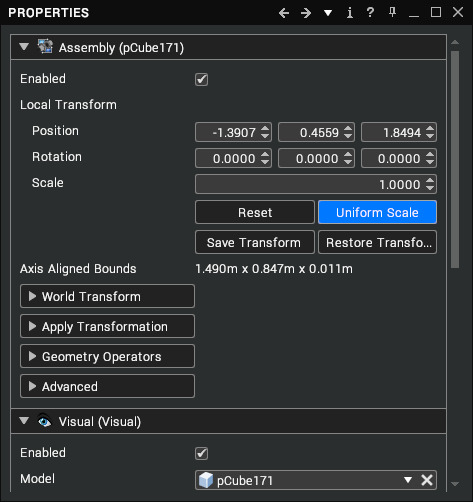 PROPERTIES
Assembly (pCube171)
Enabled
Local Transform
Position -1.3907 0.4559 1.8494
Rotation 0.0000 0.0000 0.0000
Scale 1.0000
Reset Uniform Scale
Save Transform Restore Transfo...
Axis Aligned Bounds 1.490m x 0.847m x 0.011m
World Transform
Apply Transformation
Geometry Operators
Advanced
Visual (Visual)
Enabled
Model pCube171